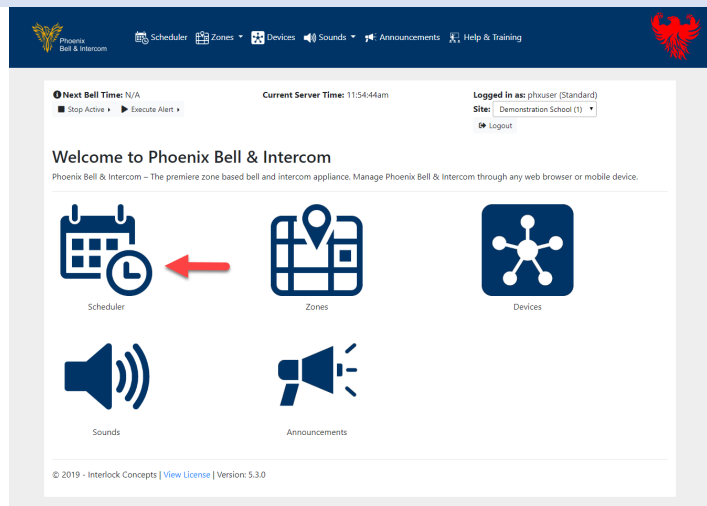 Phoenix
Bell & Intercom
Scheduler Zones Devices Sounds Announcements Help & Training
Next Bell Time: N/A Current Server Time: 11:54:44am Logged in as: phxuser (Standard)
Stop Active Execute Alert Site: Demonstration School (1)
Logout
Welcome to Phoenix Bell & Intercom
Phoenix Bell & Intercom – The premiere zone based bell and intercom appliance. Manage Phoenix Bell & Intercom through any web browser or mobile device.
Scheduler Zones Devices
Sounds Announcements
© 2019 - Interlock Concepts | View License | Version: 5.3.0